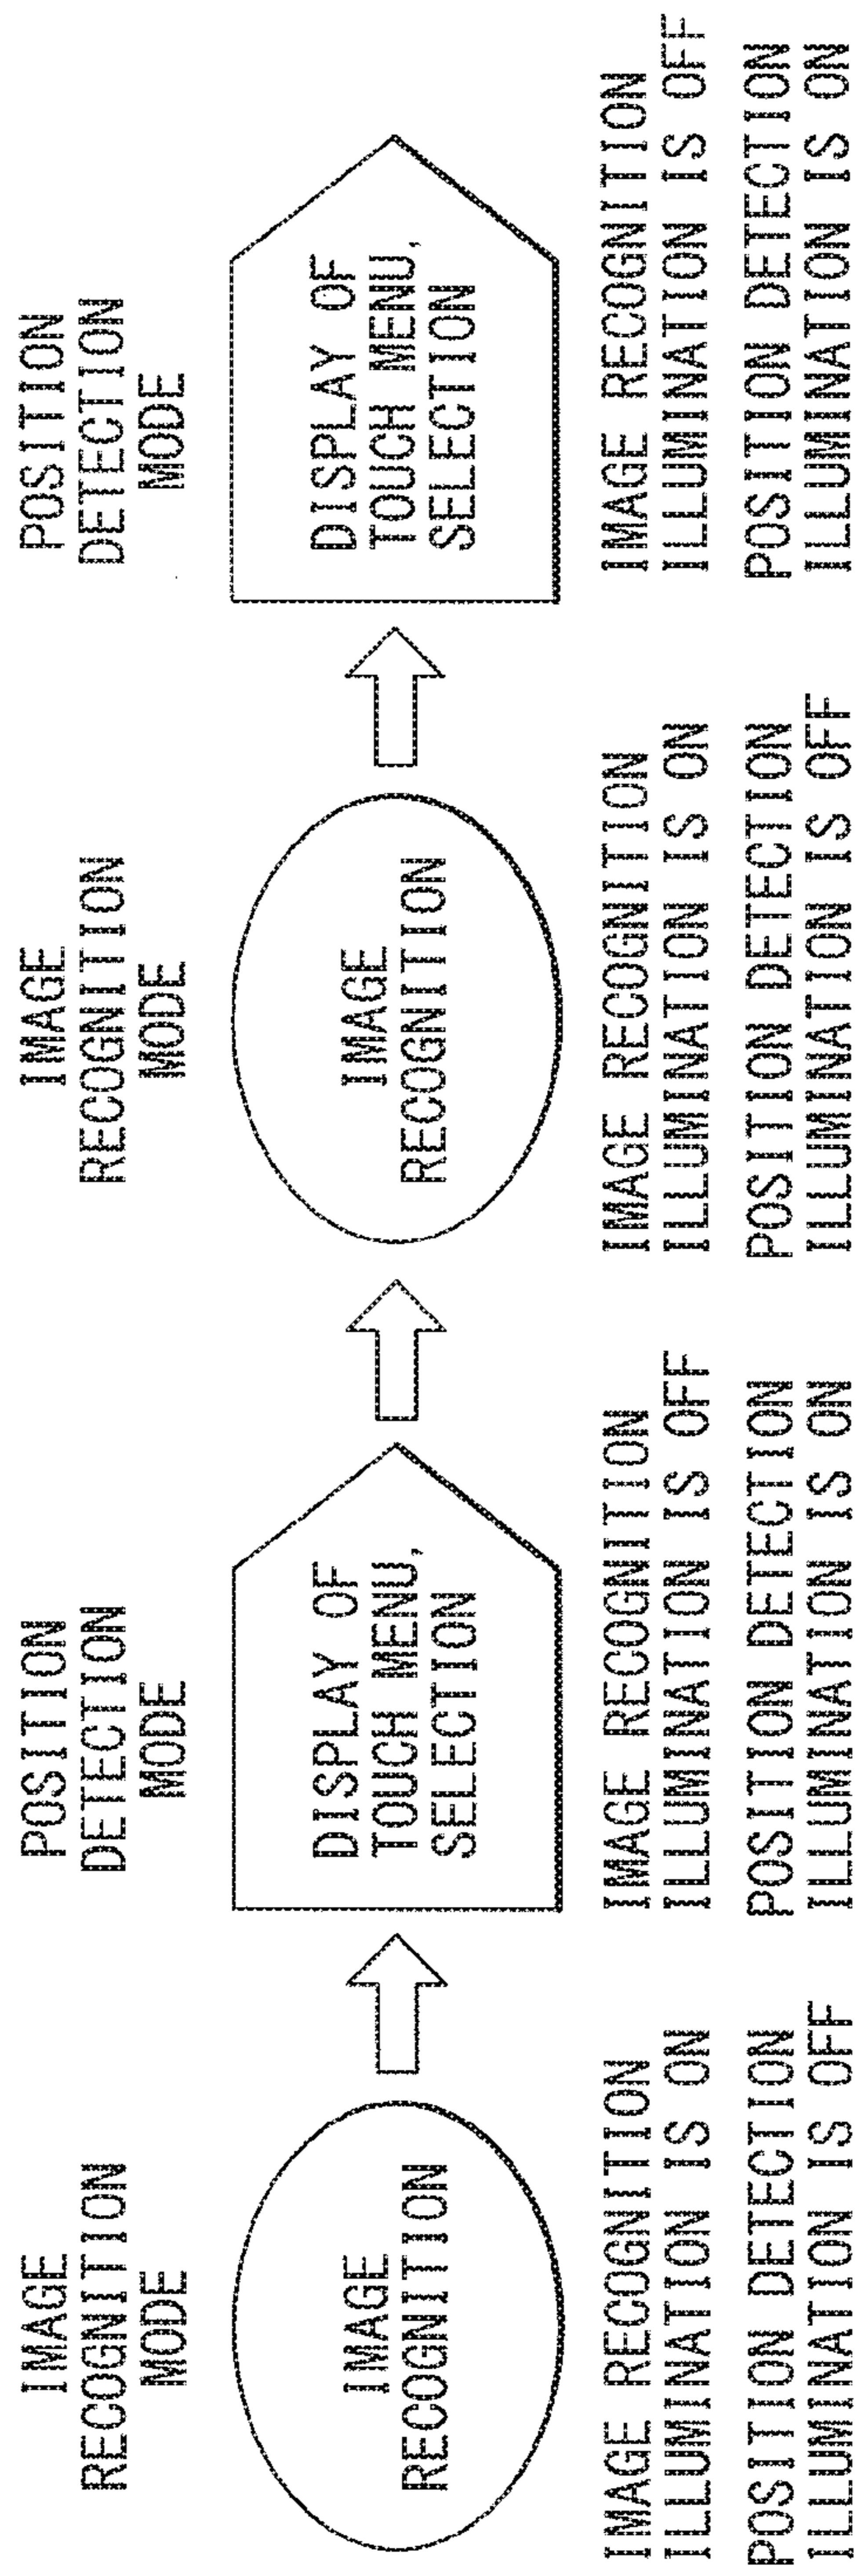 IMAGE
RECOGNITION
MODE
IMAGE
RECOGNITION
IMAGE RECOGNITION
ILLUMINATION IS ON
POSITION DETECTION
ILLUMINATION IS OFF
POSITION
DETECTION
MODE
DISPLAY OF
TOUCH MENU,
SELECTION
IMAGE RECOGNITION
ILLUMINATION IS OFF
POSITION DETECTION
ILLUMINATION IS ON
IMAGE
RECOGNITION
MODE
IMAGE
RECOGNITION
IMAGE RECOGNITION
ILLUMINATION IS ON
POSITION DETECTION
ILLUMINATION IS OFF
POSITION
DETECTION
MODE
DISPLAY OF
TOUCH MENU,
SELECTION
IMAGE RECOGNITION
ILLUMINATION IS OFF
POSITION DETECTION
ILLUMINATION IS ON